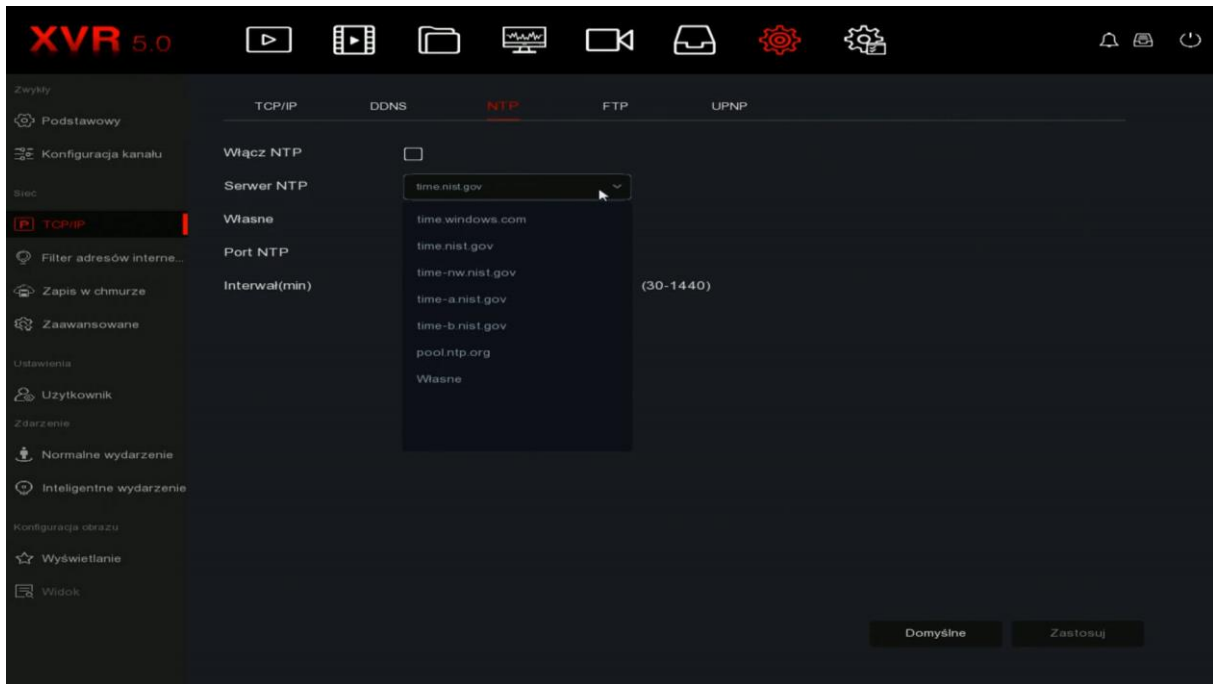 XVR 5.0
Zwykły
Podstawowy
Konfiguracja kanału
Sieć
TCP/IP
Filter adresów interne...
Zapis w chmurze
Zaawansowane
Ustawienia
Użytkownik
Zdarzenie
Normalne wydarzenie
Inteligentne wydarzenie
Konfiguracja obrazu
Wyświetlanie
Widok
TCP/IP DDNS NTP FTP UPNP
Włącz NTP
Serwer NTP time.nist.gov
Własne
Port NTP
Interwał(min) (30-1440)
time.windows.com
time.nist.gov
time-nw.nist.gov
time-a.nist.gov
time-b.nist.gov
pool.ntp.org
Własne
Domyślne Zastosuj